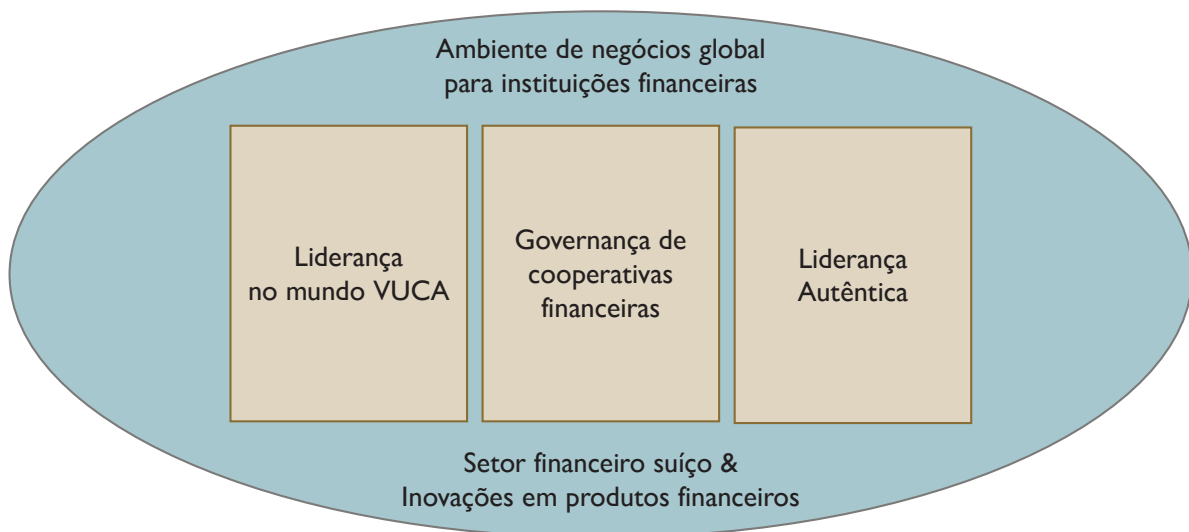 Ambiente de negócios global
para instituições financeiras
Liderança
no mundo VUCA
Governança de
cooperativas
financeiras
Liderança
Autêntica
Setor financeiro suíço &
Inovações em produtos financeiros